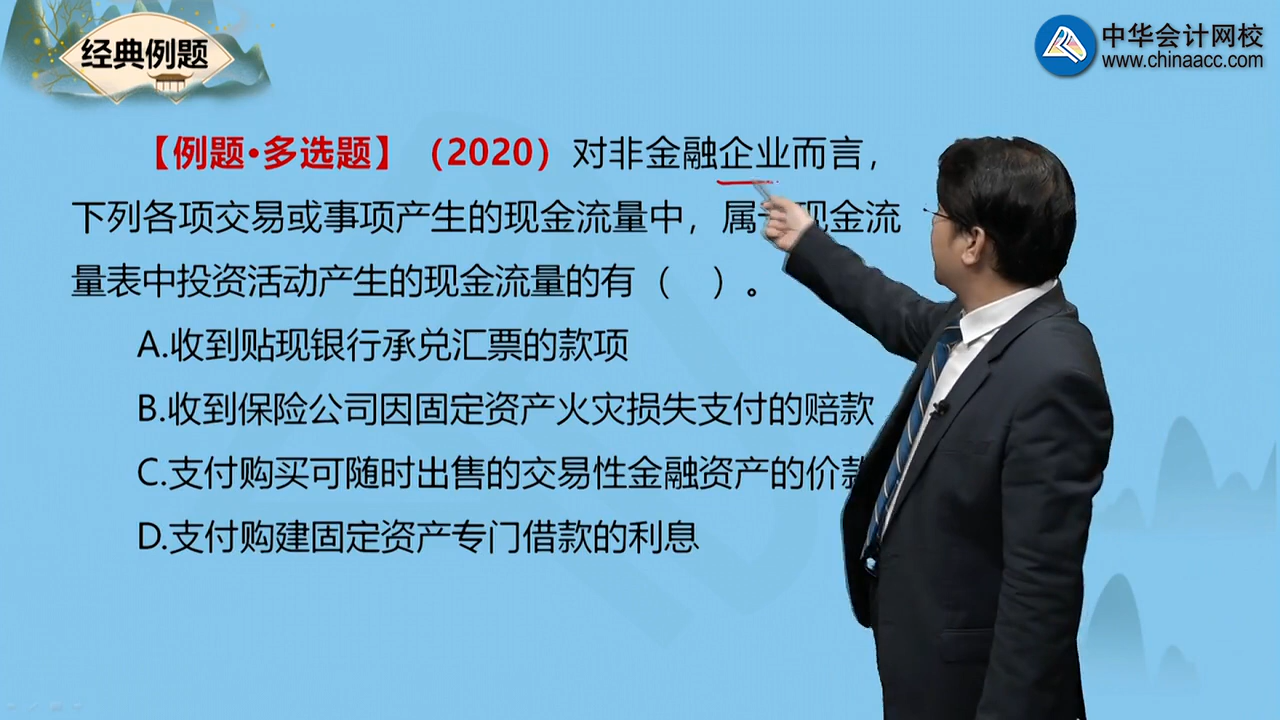 经典例题
中华会计网校
www.chinaacc.com
【例题·多选题】（2020）对非金融企业而言，
下列各项交易或事项产生的现金流量中，属 现金流
量表中投资活动产生的现金流量的有（ ）。
A.收到贴现银行承兑汇票的款项
B.收到保险公司因固定资产火灾损失支付的赔款
C.支付购买可随时出售的交易性金融资产的价款
D.支付购建固定资产专门借款的利息